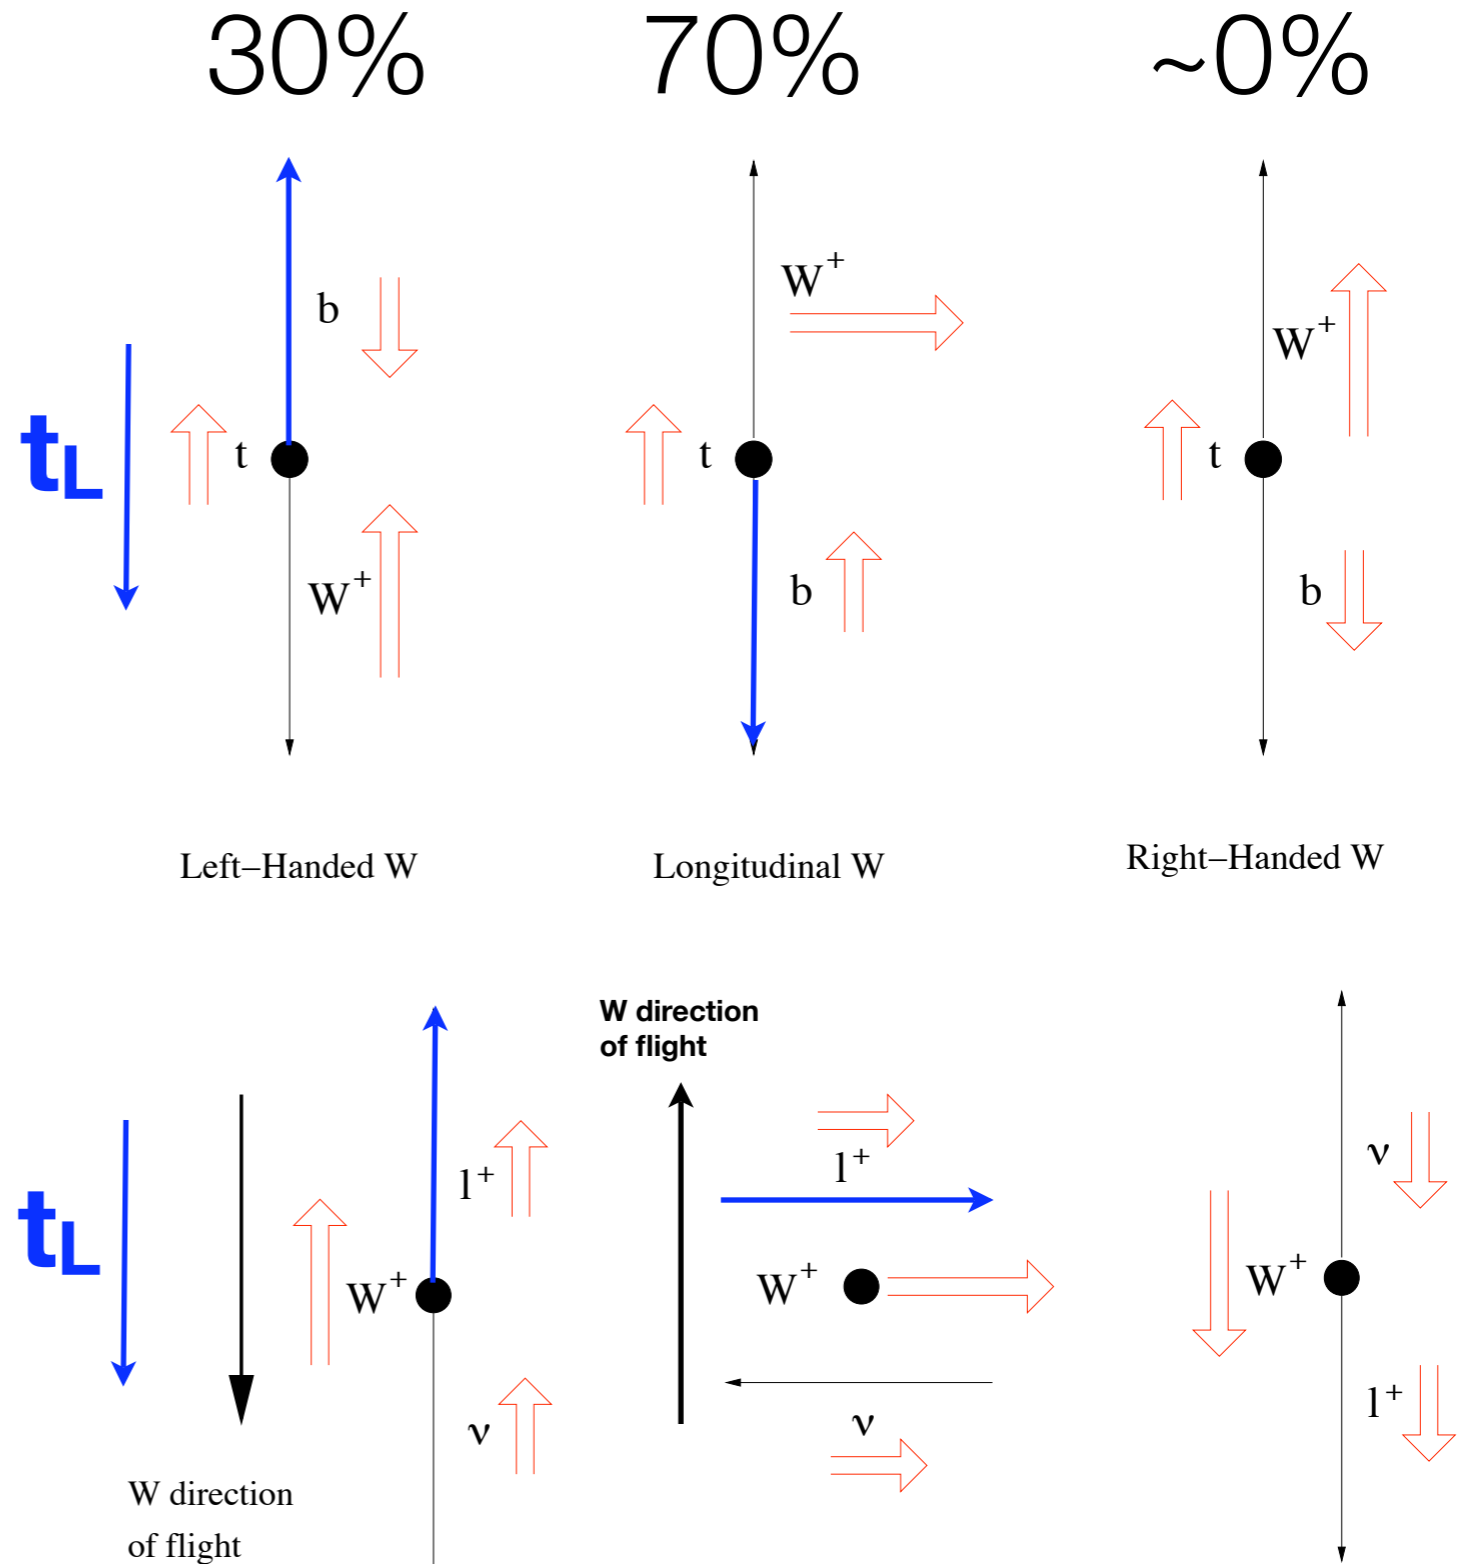 30% 70% ~0%
b
W⁺
W⁺
tL
t
t
t
W⁺
b
b
Left–Handed W
Longitudinal W
Right–Handed W
W direction
of flight
l⁺
l⁺
ν
tL
W⁺
W⁺
W⁺
ν
ν
l⁺
W direction
of flight